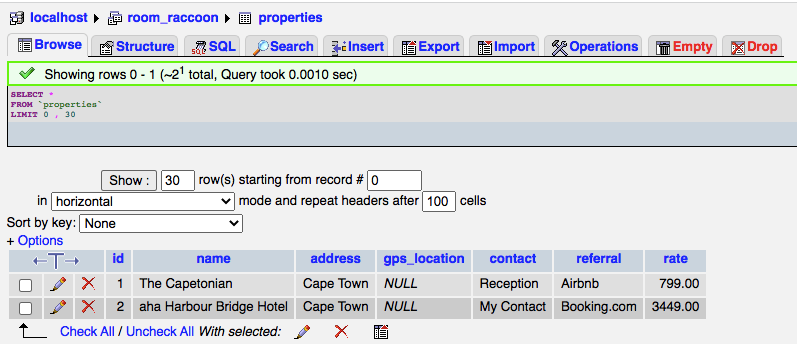 localhost room_raccoon properties
Browse Structure SQL Search Insert Export Import Operations Empty Drop
Showing rows 0 - 1 (~2¹ total, Query took 0.0010 sec)
SELECT *
FROM `properties`
LIMIT 0 , 30
Show : 30 row(s) starting from record # 0
in horizontal mode and repeat headers after 100 cells
Sort by key: None
+ Options
←T→ id name address gps_location contact referral rate
1 The Capetonian Cape Town NULL Reception Airbnb 799.00
2 aha Harbour Bridge Hotel Cape Town NULL My Contact Booking.com 3449.00
Check All / Uncheck All With selected: